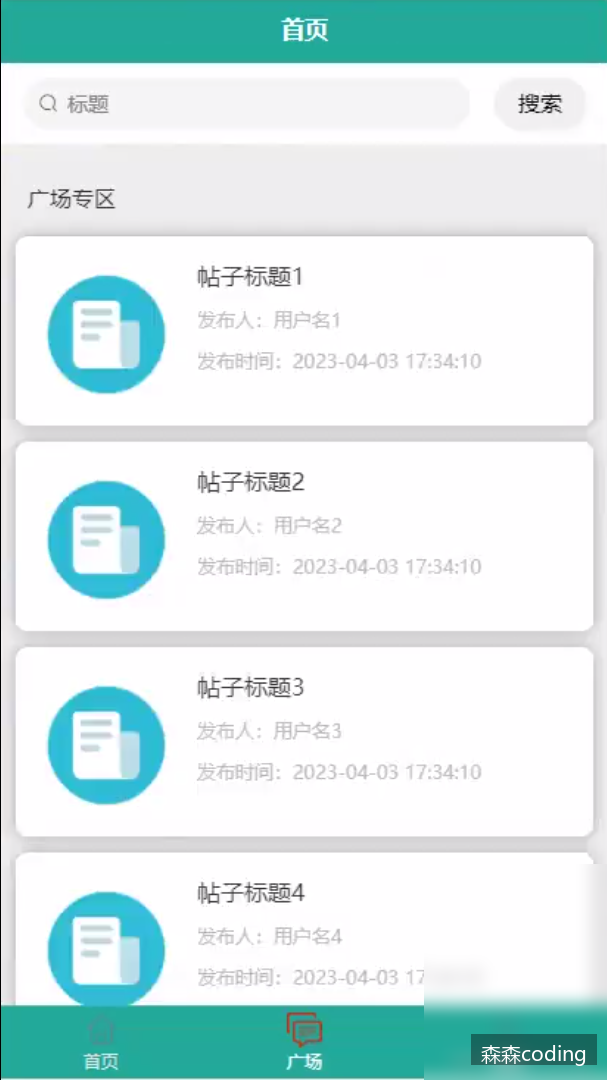 首页
标题
搜索
广场专区
帖子标题1
发布人：用户名1
发布时间：2023-04-03 17:34:10
帖子标题2
发布人：用户名2
发布时间：2023-04-03 17:34:10
帖子标题3
发布人：用户名3
发布时间：2023-04-03 17:34:10
帖子标题4
发布人：用户名4
发布时间：2023-04-03 17
首页
广场
森森coding